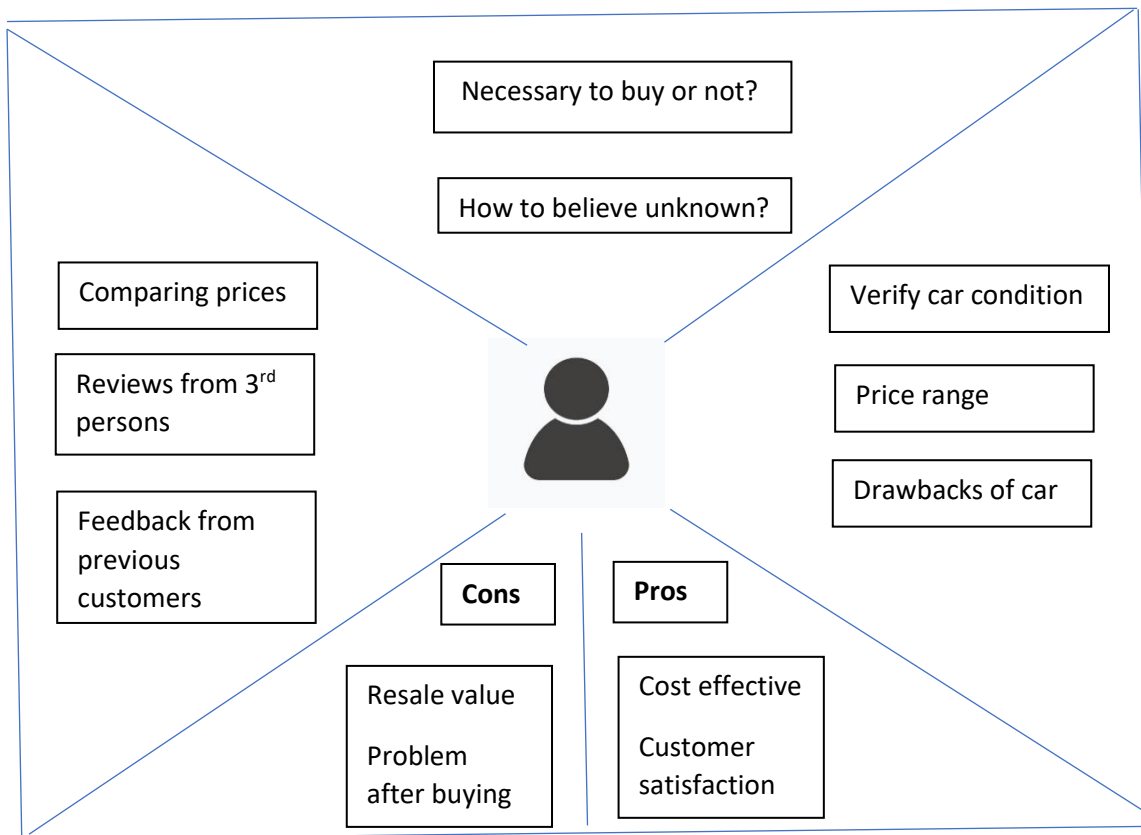 Necessary to buy or not?
How to believe unknown?
Comparing prices
Reviews from 3rd
persons
Feedback from
previous
customers
Verify car condition
Price range
Drawbacks of car
Cons
Resale value
Problem
after buying
Pros
Cost effective
Customer
satisfaction